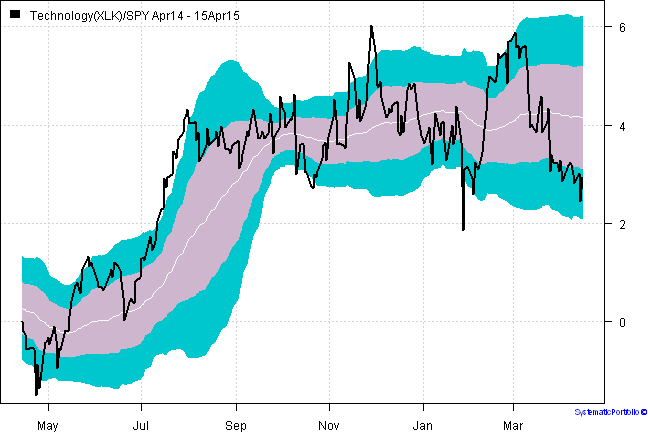 Technology(XLK)/SPY Apr14 - 15Apr15
6
4
2
0
May Jul Sep Nov Jan Mar
SystematicPortfolio ©